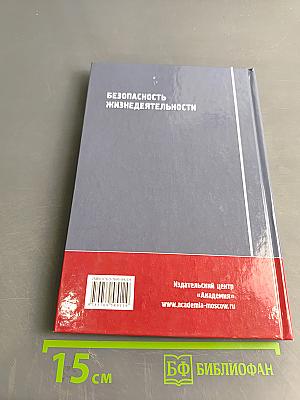 БЕЗОПАСНОСТЬ
ЖИЗНЕДЕЯТЕЛЬНОСТИ
Издательский центр
«Академия»
www.academia-moscow.ru
15 см
БФ БИБЛИОФАН